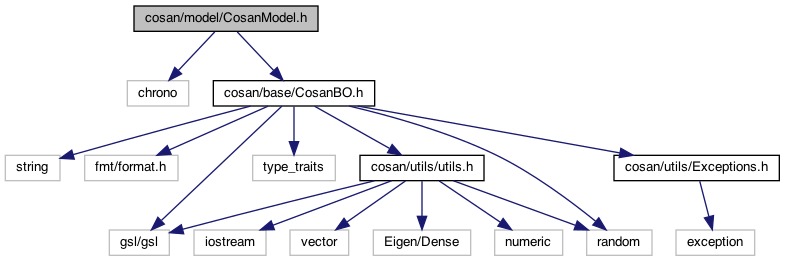 cosan/model/CosanModel.h
chrono
cosan/base/CosanBO.h
string
fmt/format.h
type_traits
cosan/utils/utils.h
cosan/utils/Exceptions.h
gsl/gsl
iostream
vector
Eigen/Dense
numeric
random
exception